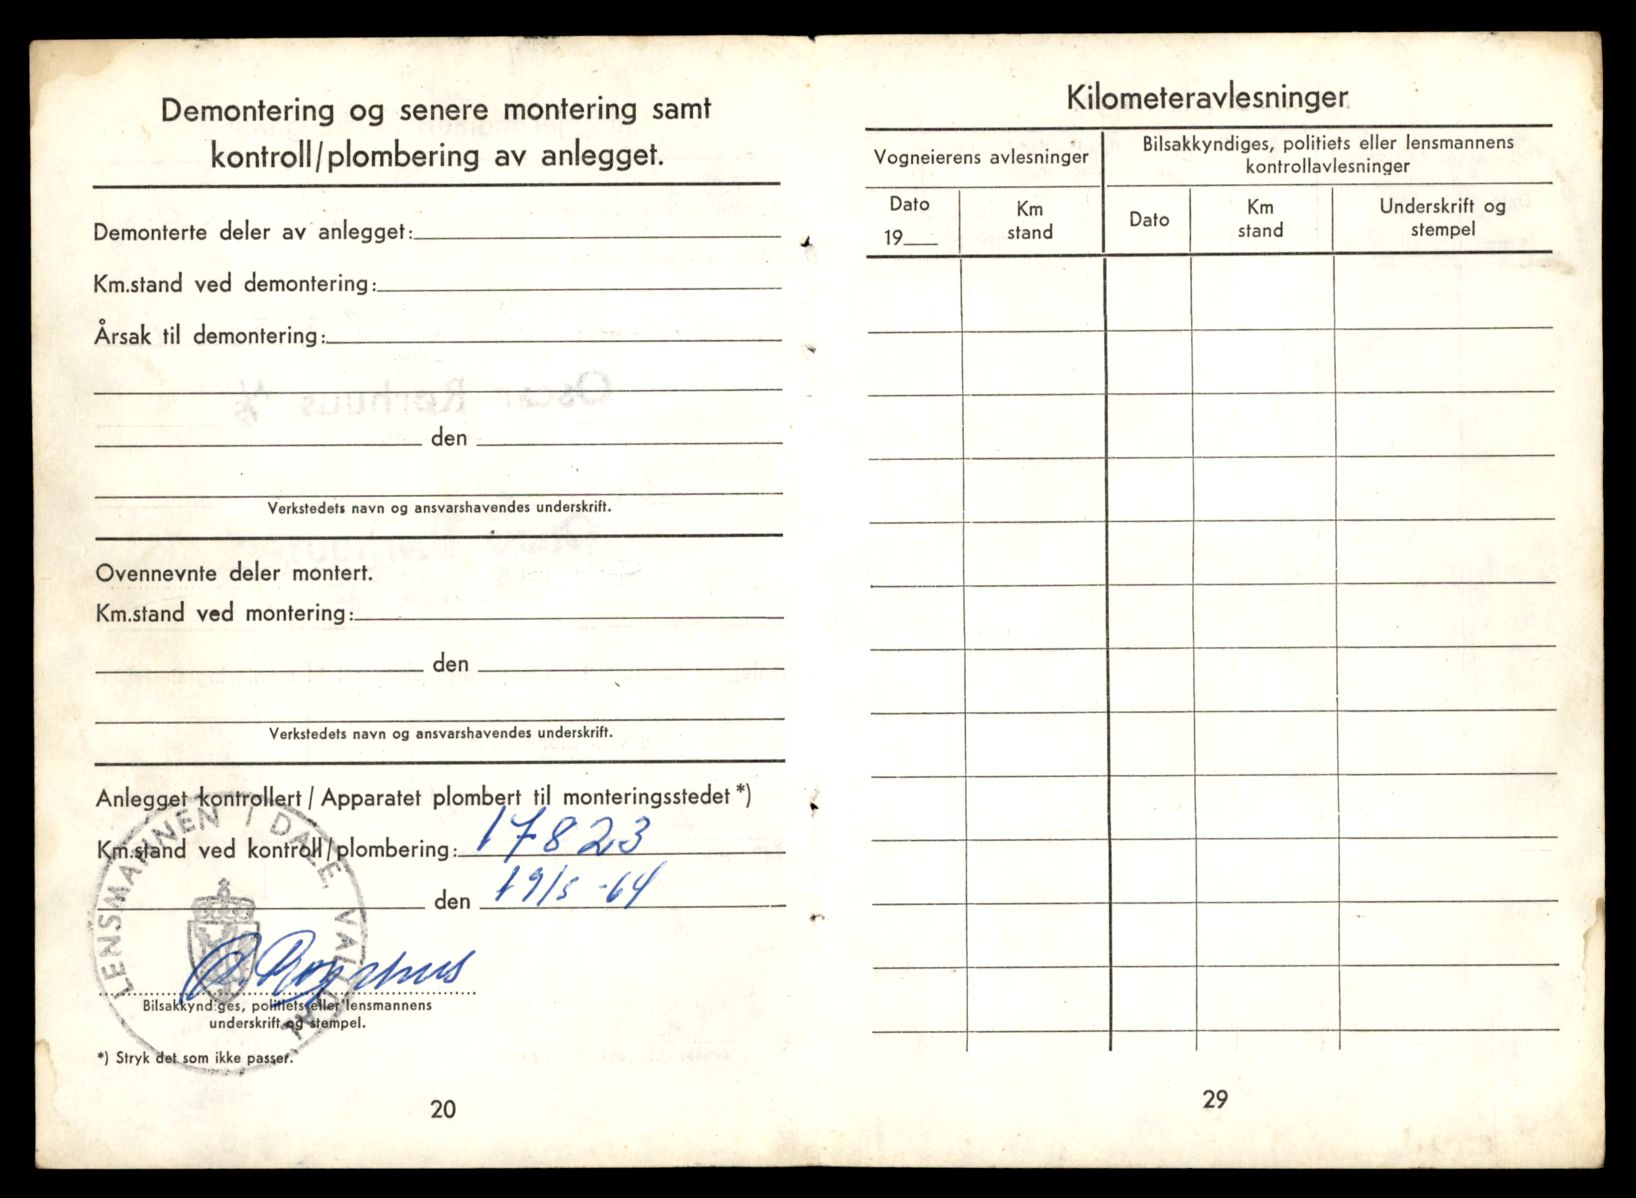 Demontering og senere montering samt
kontroll/plombering av anlegget.
Demonterte deler av anlegget:
Km.stand ved demontering:
Årsak til demontering:
den
Verkstedets navn og ansvarshavendes underskrift.
Ovennevnte deler montert.
Km.stand ved montering:
den
Verkstedets navn og ansvarshavendes underskrift.
Anlegget kontrollert / Apparatet plombert til monteringsstedet *)
Km.stand ved kontroll/plombering: 17823
den 19/5 -64
LENSMANNEN I DALE, VALLDAL
Bilsakkyndiges, politiets eller lensmannens
underskrift og stempel.
*) Stryk det som ikke passer.
20
Kilometeravlesninger
Vogneierens avlesninger
Bilsakkyndiges, politiets eller lensmannens
kontrollavlesninger
Dato
19
Km
stand
Dato
Km
stand
Underskrift og
stempel
29